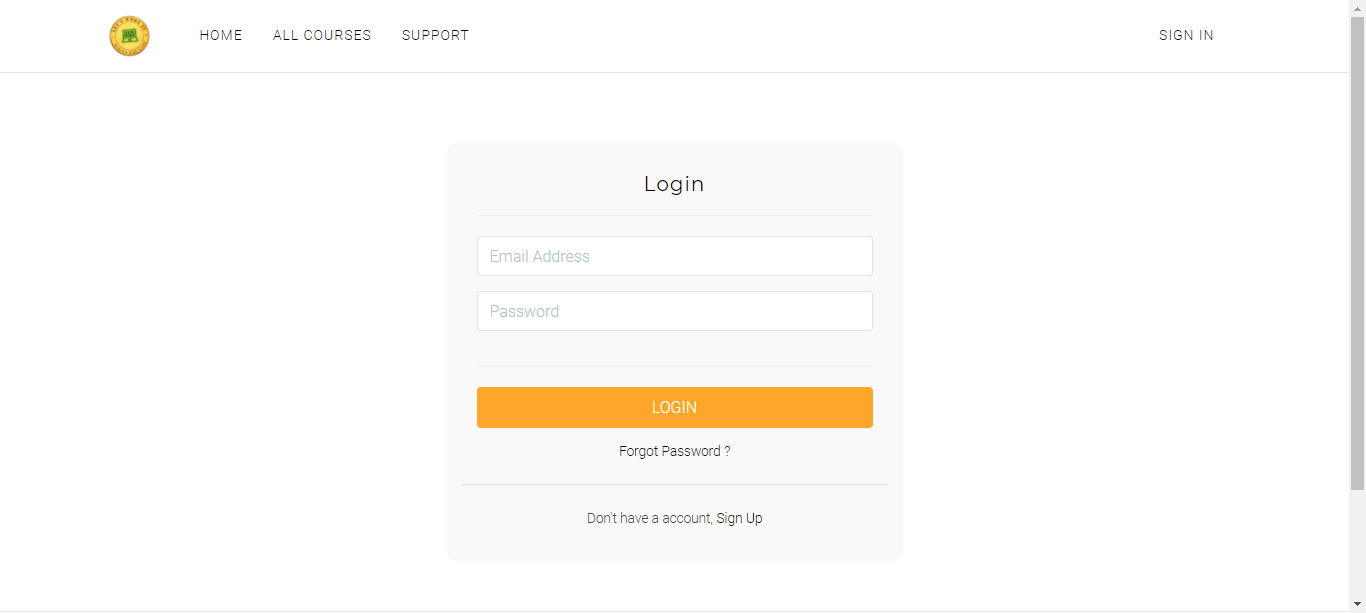 HOME ALL COURSES SUPPORT SIGN IN
Login
Email Address
Password
LOGIN
Forgot Password ?
Don't have a account, Sign Up